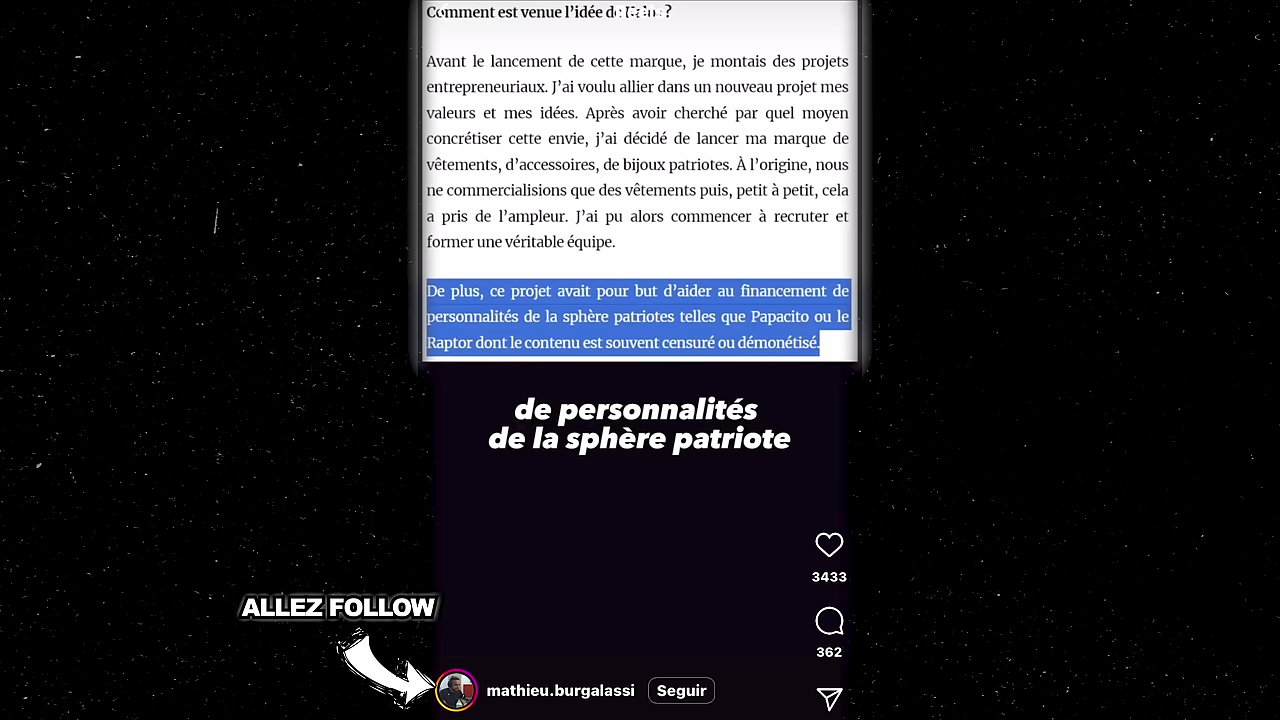 Comment est venue l’idée de ?
Avant le lancement de cette marque, je montais des projets
entrepreneuriaux. J’ai voulu allier dans un nouveau projet mes
valeurs et mes idées. Après avoir cherché par quel moyen
concrétiser cette envie, j’ai décidé de lancer ma marque de
vêtements, d’accessoires, de bijoux patriotes. À l’origine, nous
ne commercialisions que des vêtements puis, petit à petit, cela
a pris de l’ampleur. J’ai pu alors commencer à recruter et
former une véritable équipe.
De plus, ce projet avait pour but d’aider au financement de
personnalités de la sphère patriotes telles que Papacito ou le
Raptor dont le contenu est souvent censuré ou démonétisé.
de personnalités
de la sphère patriote
3433
362
ALLEZ FOLLOW
mathieu.burgalassi
Seguir